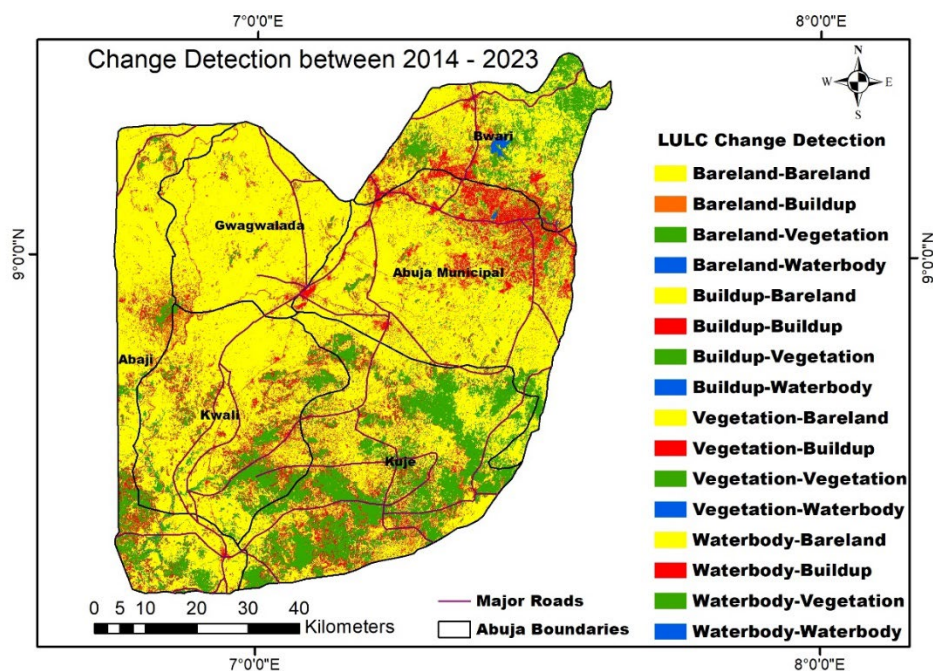 7°0'0"E 8°0'0"E
Change Detection between 2014 - 2023
N
W E
S
9°0'0"N
9°0'0"N
Bwari
Gwagwalada
Abuja Municipal
Abaji
Kwali
Kuje
LULC Change Detection
Bareland-Bareland
Bareland-Buildup
Bareland-Vegetation
Bareland-Waterbody
Buildup-Bareland
Buildup-Buildup
Buildup-Vegetation
Buildup-Waterbody
Vegetation-Bareland
Vegetation-Buildup
Vegetation-Vegetation
Vegetation-Waterbody
Waterbody-Bareland
Waterbody-Buildup
Waterbody-Vegetation
Waterbody-Waterbody
0 5 10 20 30 40
Kilometers
Major Roads
Abuja Boundaries
7°0'0"E 8°0'0"E